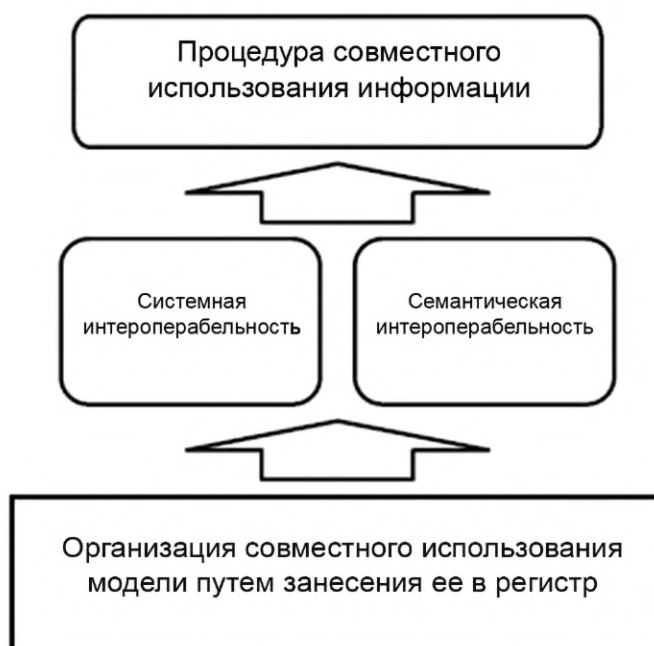 Процедура совместного
использования информации
Системная
интероперабельность
Семантическая
интероперабельность
Организация совместного использования
модели путем занесения ее в регистр